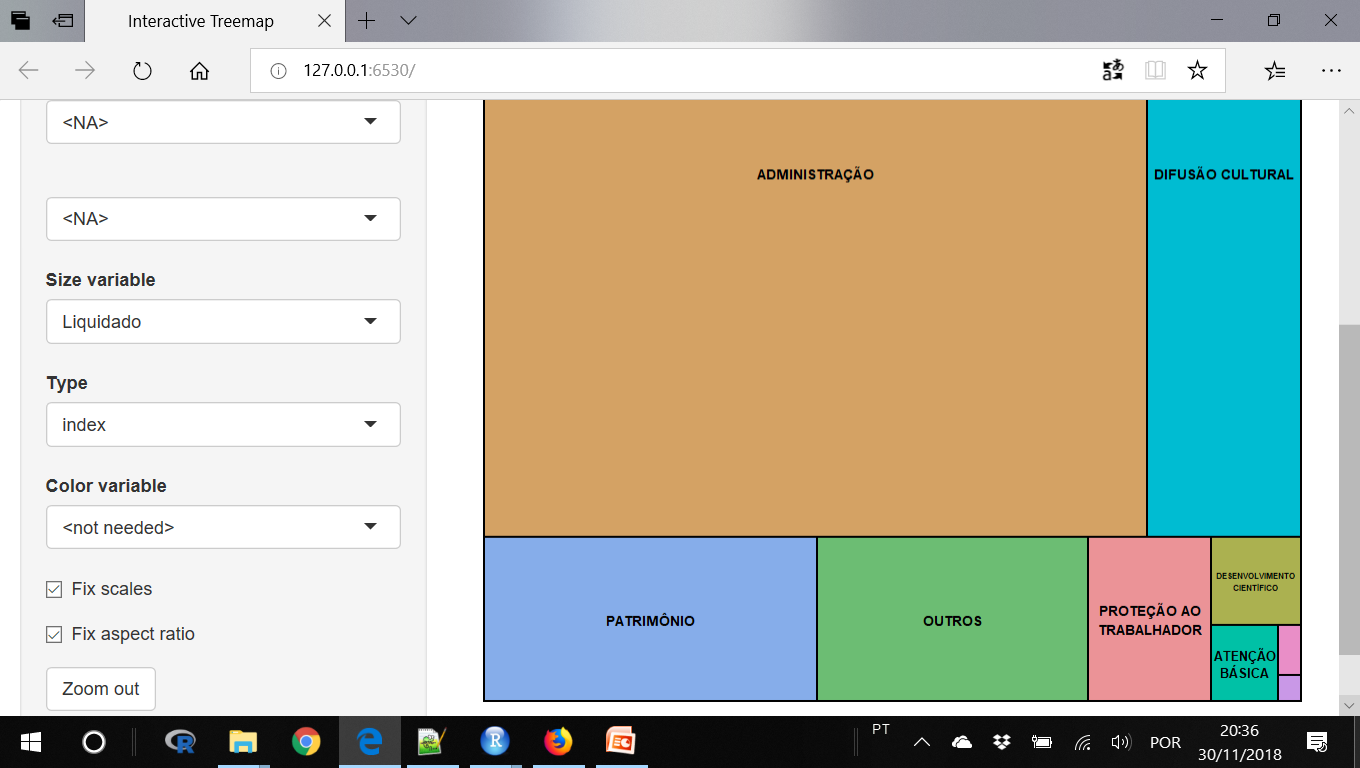 Interactive Treemap
127.0.0.1:6530/
<NA>
<NA>
Size variable
Liquidado
Type
index
Color variable
<not needed>
Fix scales
Fix aspect ratio
Zoom out
ADMINISTRAÇÃO
DIFUSÃO CULTURAL
PATRIMÔNIO
OUTROS
PROTEÇÃO AO
TRABALHADOR
DESENVOLVIMENTO
CIENTÍFICO
ATENÇÃO
BÁSICA
PT
POR
20:36
30/11/2018